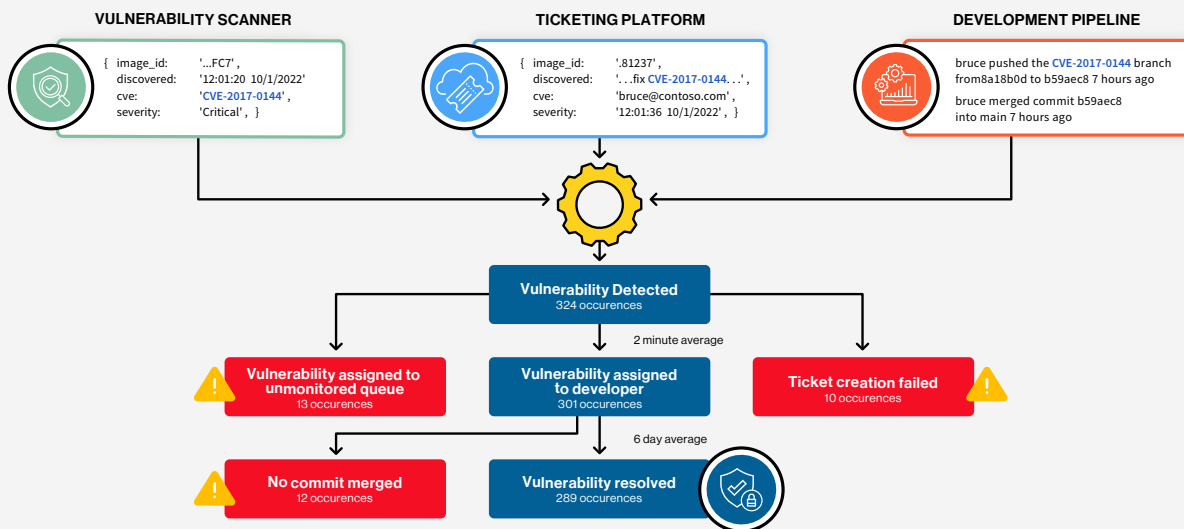 VULNERABILITY SCANNER
{ image_id: '...FC7' ,
discovered: '12:01:20 10/1/2022'
cve: 'CVE-2017-0144' ,
severity: 'Critical' , }
TICKETING PLATFORM
{ image_id: '.81237' ,
discovered: '. . .fix CVE-2017-0144. . .' ,
cve: 'bruce@contoso.com' ,
severity: '12:01:36 10/1/2022' , }
DEVELOPMENT PIPELINE
bruce pushed the CVE-2017-0144 branch
from8a18b0d to b59aec8 7 hours ago
bruce merged commit b59aec8
into main 7 hours ago
Vulnerability Detected
324 occurences
2 minute average
Vulnerability assigned to
unmonitored queue
13 occurences
Vulnerability assigned
to developer
301 occurences
Ticket creation failed
10 occurences
6 day average
No commit merged
12 occurences
Vulnerability resolved
289 occurences